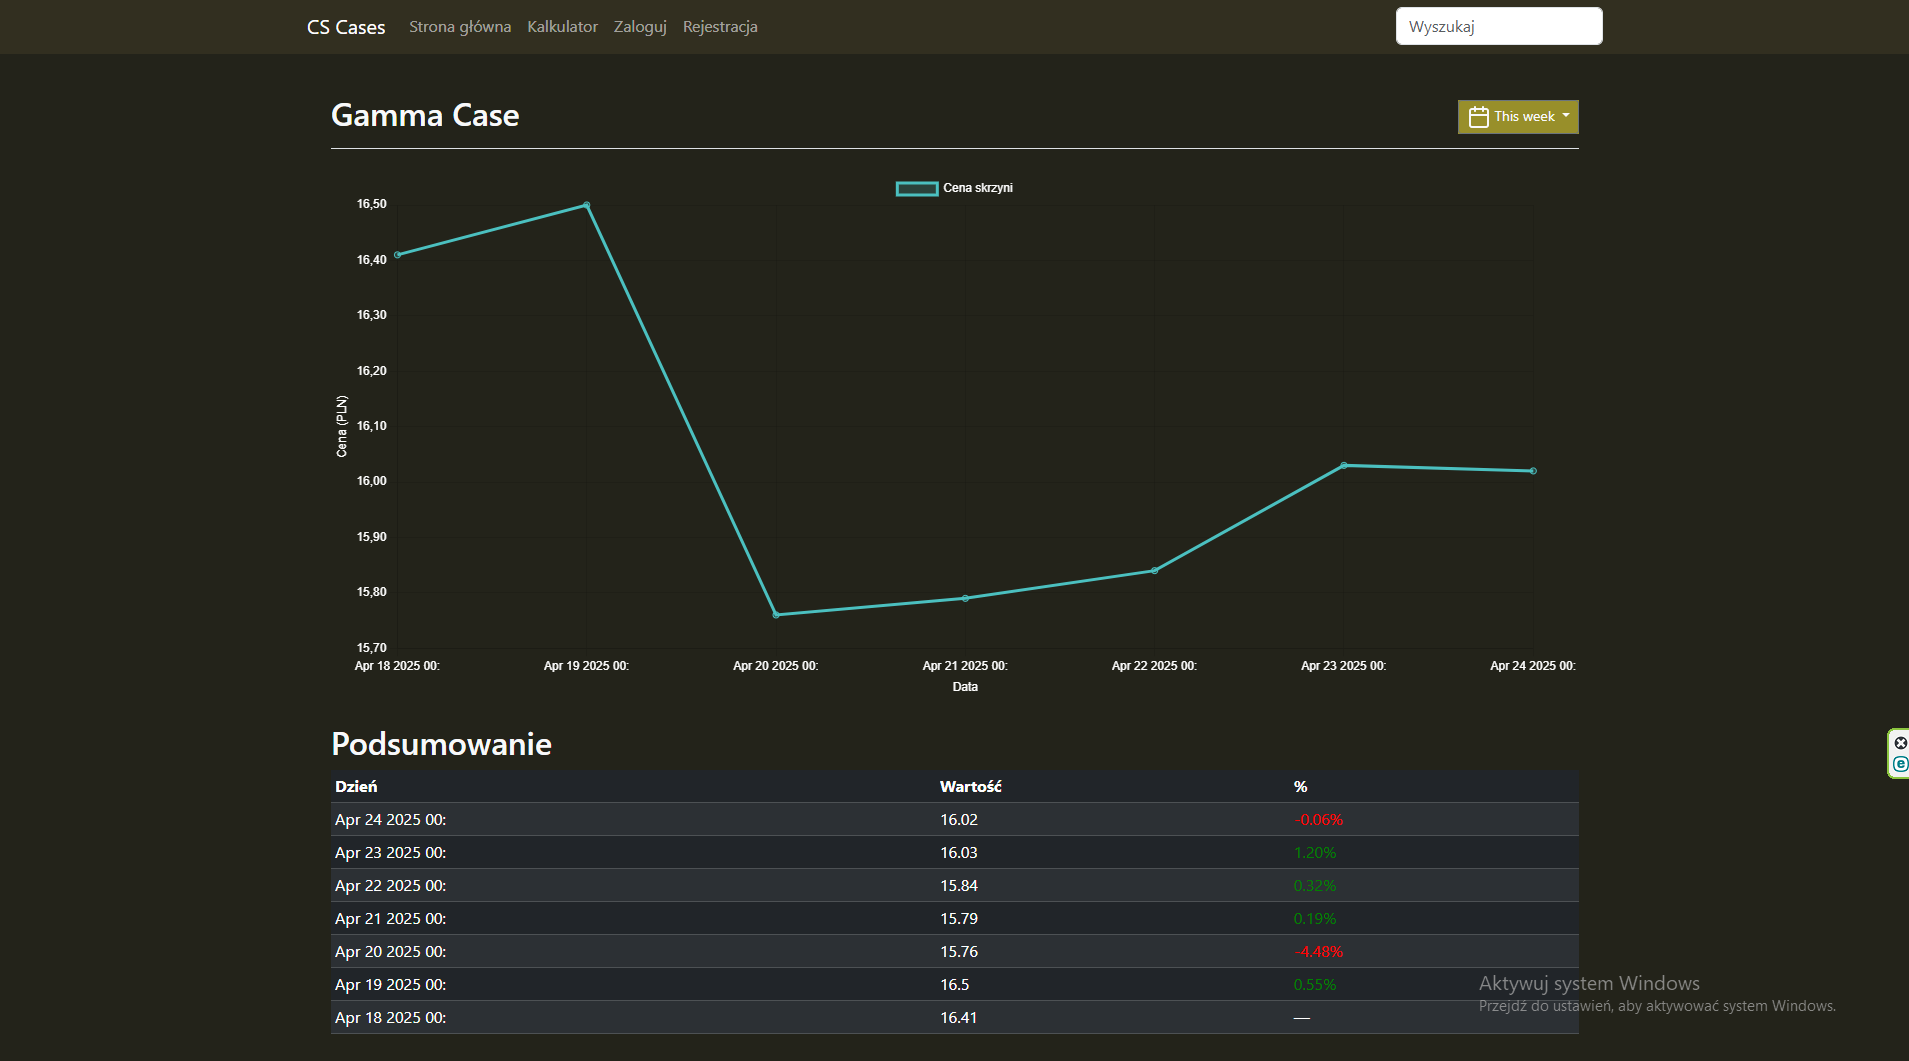 CS Cases Strona główna Kalkulator Zaloguj Rejestracja Wyszukaj
Gamma Case This week
Cena skrzyni
16,50
16,40
16,30
16,20
16,10
16,00
15,90
15,80
15,70
Cena (PLN)
Apr 18 2025 00: Apr 19 2025 00: Apr 20 2025 00: Apr 21 2025 00: Apr 22 2025 00: Apr 23 2025 00: Apr 24 2025 00:
Data
Podsumowanie
Dzień Wartość %
Apr 24 2025 00: 16.02 -0.06%
Apr 23 2025 00: 16.03 1.20%
Apr 22 2025 00: 15.84 0.32%
Apr 21 2025 00: 15.79 0.19%
Apr 20 2025 00: 15.76 -4.48%
Apr 19 2025 00: 16.5 0.55%
Apr 18 2025 00: 16.41 —
Aktywuj system Windows
Przejdź do ustawień, aby aktywować system Windows.